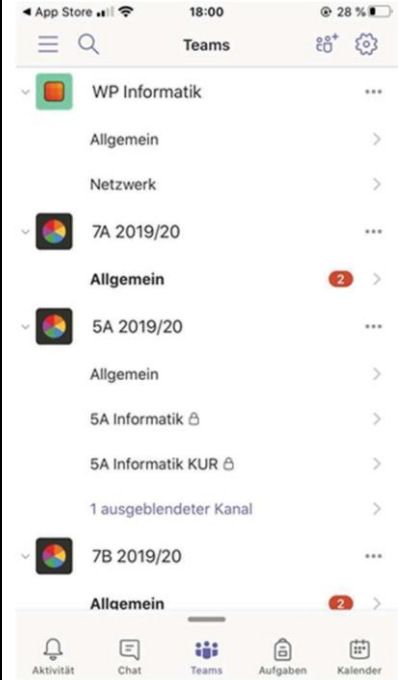 App Store 18:00 28 %
Teams
WP Informatik
Allgemein
Netzwerk
7A 2019/20
Allgemein 2
5A 2019/20
Allgemein
5A Informatik
5A Informatik KUR
1 ausgeblendeter Kanal
7B 2019/20
Allgemein 2
Aktivität Chat Teams Aufgaben Kalender